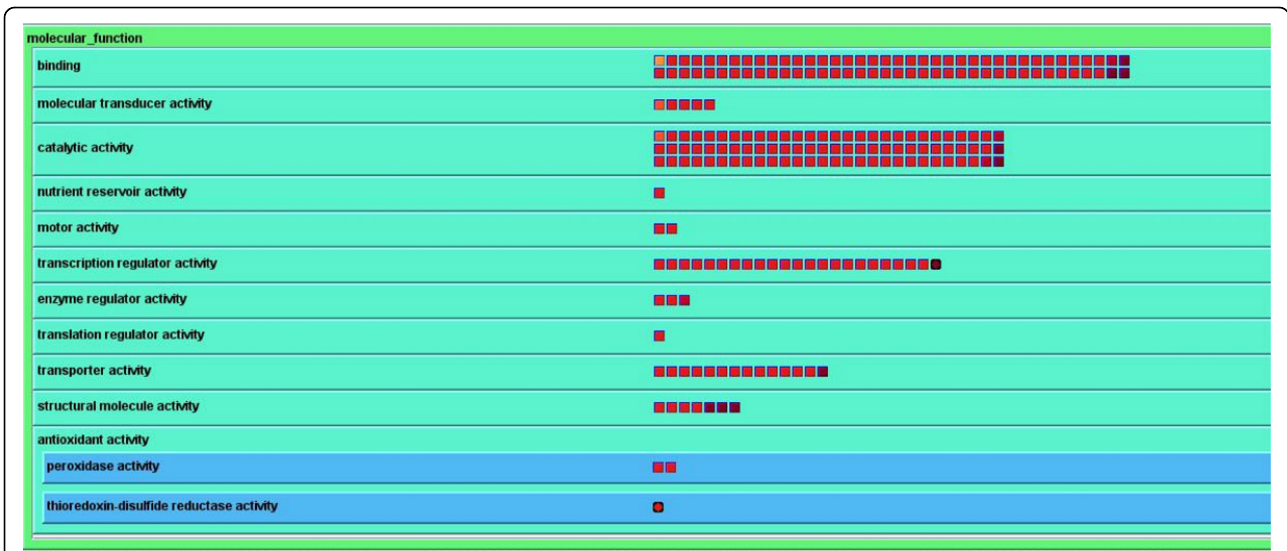 molecular_function
binding
molecular transducer activity
catalytic activity
nutrient reservoir activity
motor activity
transcription regulator activity
enzyme regulator activity
translation regulator activity
transporter activity
structural molecule activity
antioxidant activity
peroxidase activity
thioredoxin-disulfide reductase activity